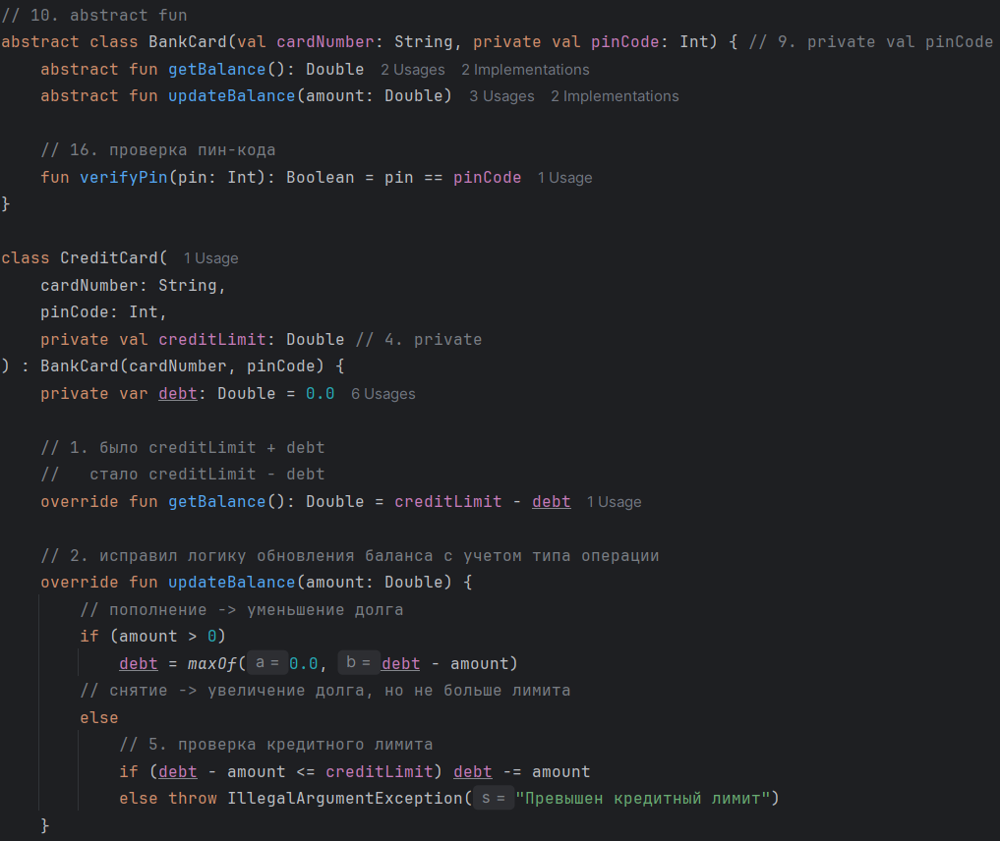 // 10. abstract fun
abstract class BankCard(val cardNumber: String, private val pinCode: Int) { // 9. private val pinCode
    abstract fun getBalance(): Double 2 Usages 2 Implementations
    abstract fun updateBalance(amount: Double) 3 Usages 2 Implementations

    // 16. проверка пин-кода
    fun verifyPin(pin: Int): Boolean = pin == pinCode 1 Usage
}

class CreditCard( 1 Usage
    cardNumber: String,
    pinCode: Int,
    private val creditLimit: Double // 4. private
) : BankCard(cardNumber, pinCode) {
    private var debt: Double = 0.0 6 Usages

    // 1. было creditLimit + debt
    //   стало creditLimit - debt
    override fun getBalance(): Double = creditLimit - debt 1 Usage

    // 2. исправил логику обновления баланса с учетом типа операции
    override fun updateBalance(amount: Double) {
        // пополнение -> уменьшение долга
        if (amount > 0)
            debt = maxOf( a = 0.0, b = debt - amount)
        // снятие -> увеличение долга, но не больше лимита
        else
            // 5. проверка кредитного лимита
            if (debt - amount <= creditLimit) debt -= amount
            else throw IllegalArgumentException( s = "Превышен кредитный лимит")
    }